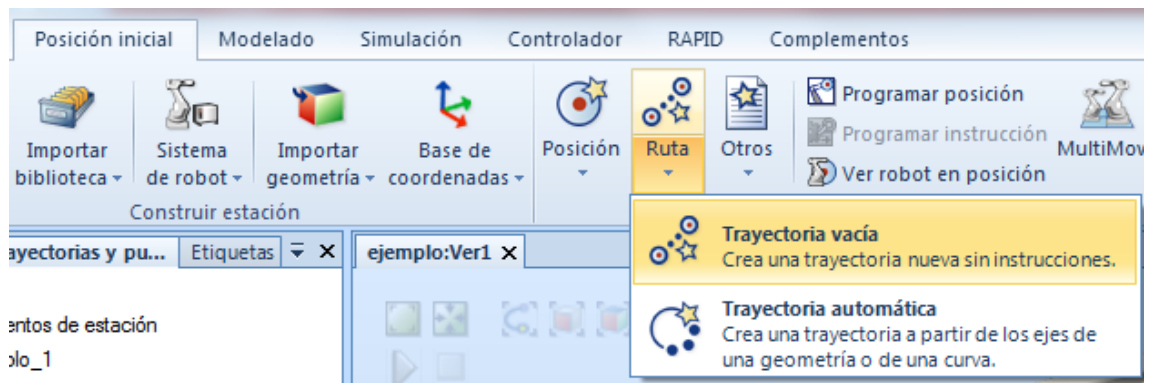 Posición inicial Modelado Simulación Controlador RAPID Complementos
Importar biblioteca
Sistema de robot
Importar geometría
Base de coordenadas
Construir estación
Posición
Ruta
Otros
Programar posición
Programar instrucción
Ver robot en posición
MultiMov
ayectorias y pu... Etiquetas
ejemplo:Ver1
Trayectoria vacía
Crea una trayectoria nueva sin instrucciones.
Trayectoria automática
Crea una trayectoria a partir de los ejes de
una geometría o de una curva.
entos de estación
olo_1